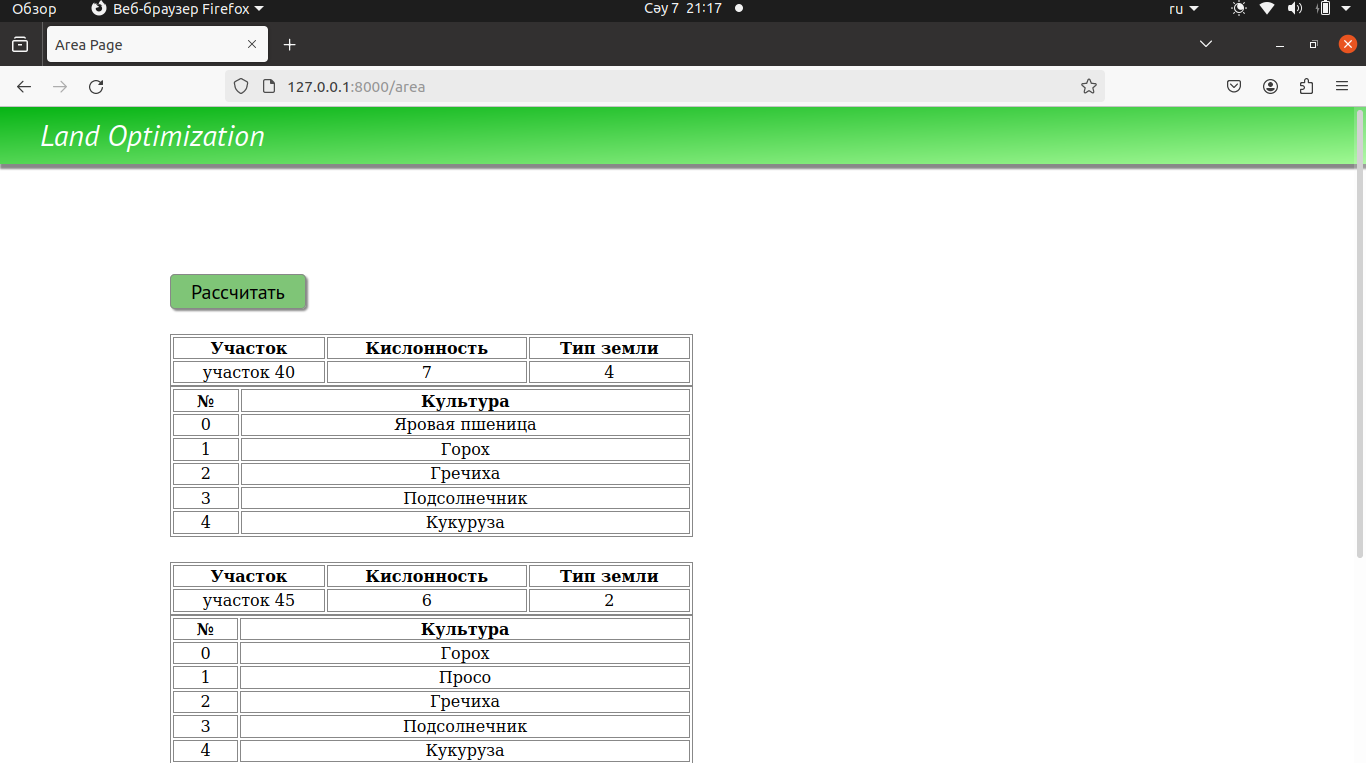 Обзор Веб-браузер Firefox Сәу 7 21:17 ru
Area Page
127.0.0.1:8000/area
Land Optimization
Рассчитать
Участок Кислонность Тип земли
участок 40 7 4
№ Культура
0 Яровая пшеница
1 Горох
2 Гречиха
3 Подсолнечник
4 Кукуруза
Участок Кислонность Тип земли
участок 45 6 2
№ Культура
0 Горох
1 Просо
2 Гречиха
3 Подсолнечник
4 Кукуруза